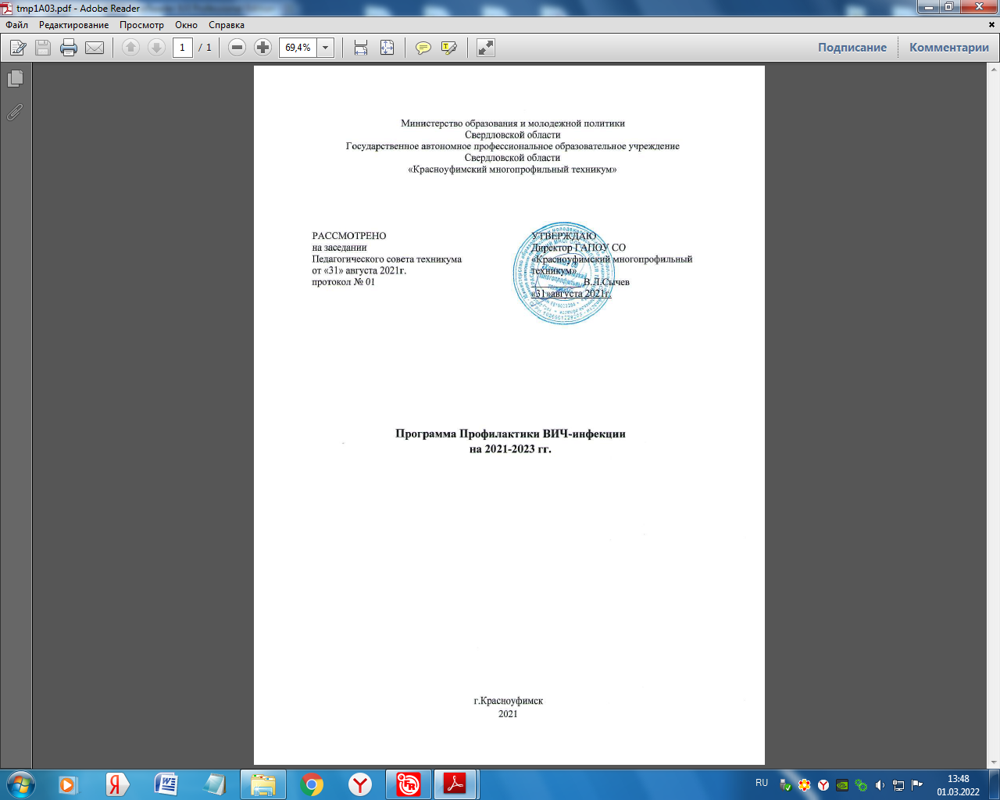 tmp1A03.pdf - Adobe Reader
Файл Редактирование Просмотр Окно Справка
1 / 1 69,4% Подписание Комментарии
Министерство образования и молодежной политики
Свердловской области
Государственное автономное профессиональное образовательное учреждение
Свердловской области
«Красноуфимский многопрофильный техникум»
РАССМОТРЕНО
на заседании
Педагогического совета техникума
от «31» августа 2021г.
протокол № 01
УТВЕРЖДАЮ
Директор ГАПОУ СО
«Красноуфимский многопрофильный
техникум»
В.Л.Сычев
«31»августа 2021г.
Программа Профилактики ВИЧ-инфекции
на 2021-2023 гг.
г.Красноуфимск
2021
RU 13:48
01.03.2022